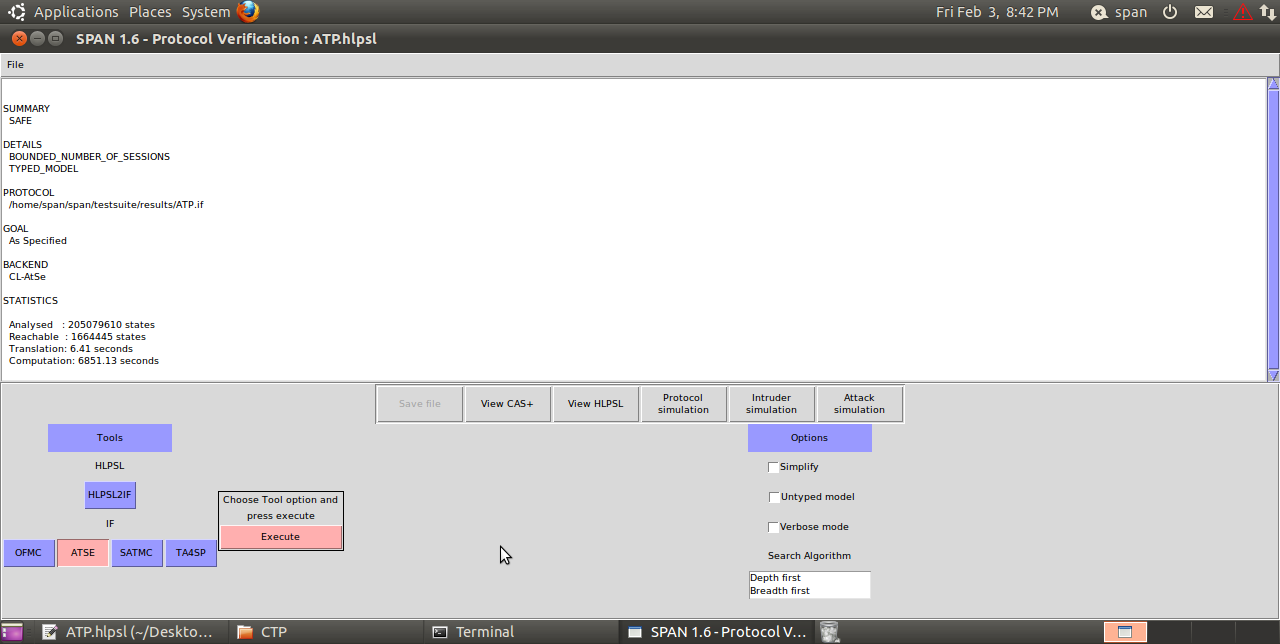 Applications Places System Fri Feb 3, 8:42 PM span
SPAN 1.6 - Protocol Verification : ATP.hlpsl
File
SUMMARY
SAFE
DETAILS
BOUNDED_NUMBER_OF_SESSIONS
TYPED_MODEL
PROTOCOL
/home/span/span/testsuite/results/ATP.if
GOAL
As Specified
BACKEND
CL-AtSe
STATISTICS
Analysed : 205079610 states
Reachable : 1664445 states
Translation: 6.41 seconds
Computation: 6851.13 seconds
Save file
View CAS+
View HLPSL
Protocol
simulation
Intruder
simulation
Attack
simulation
Tools
HLPSL
HLPSL2IF
IF
OFMC
ATSE
SATMC
TA4SP
Choose Tool option and
press execute
Execute
Options
Simplify
Untyped model
Verbose mode
Search Algorithm
Depth first
Breadth first
ATP.hlpsl (~/Deskto... CTP Terminal SPAN 1.6 - Protocol V...